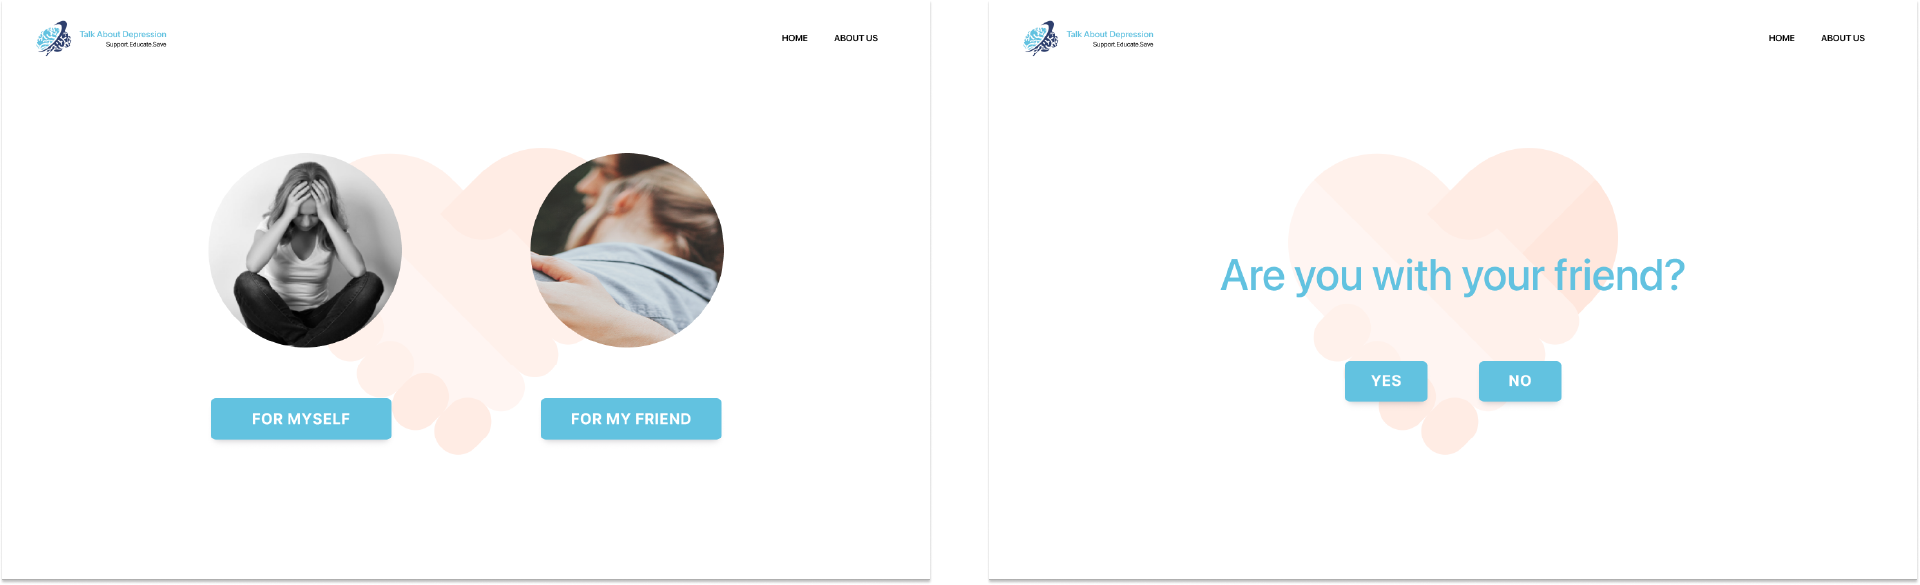 Talk About Depression
Support.Educate.Save
HOME
ABOUT US
FOR MYSELF
FOR MY FRIEND
Talk About Depression
Support.Educate.Save
HOME
ABOUT US
Are you with your friend?
YES
NO